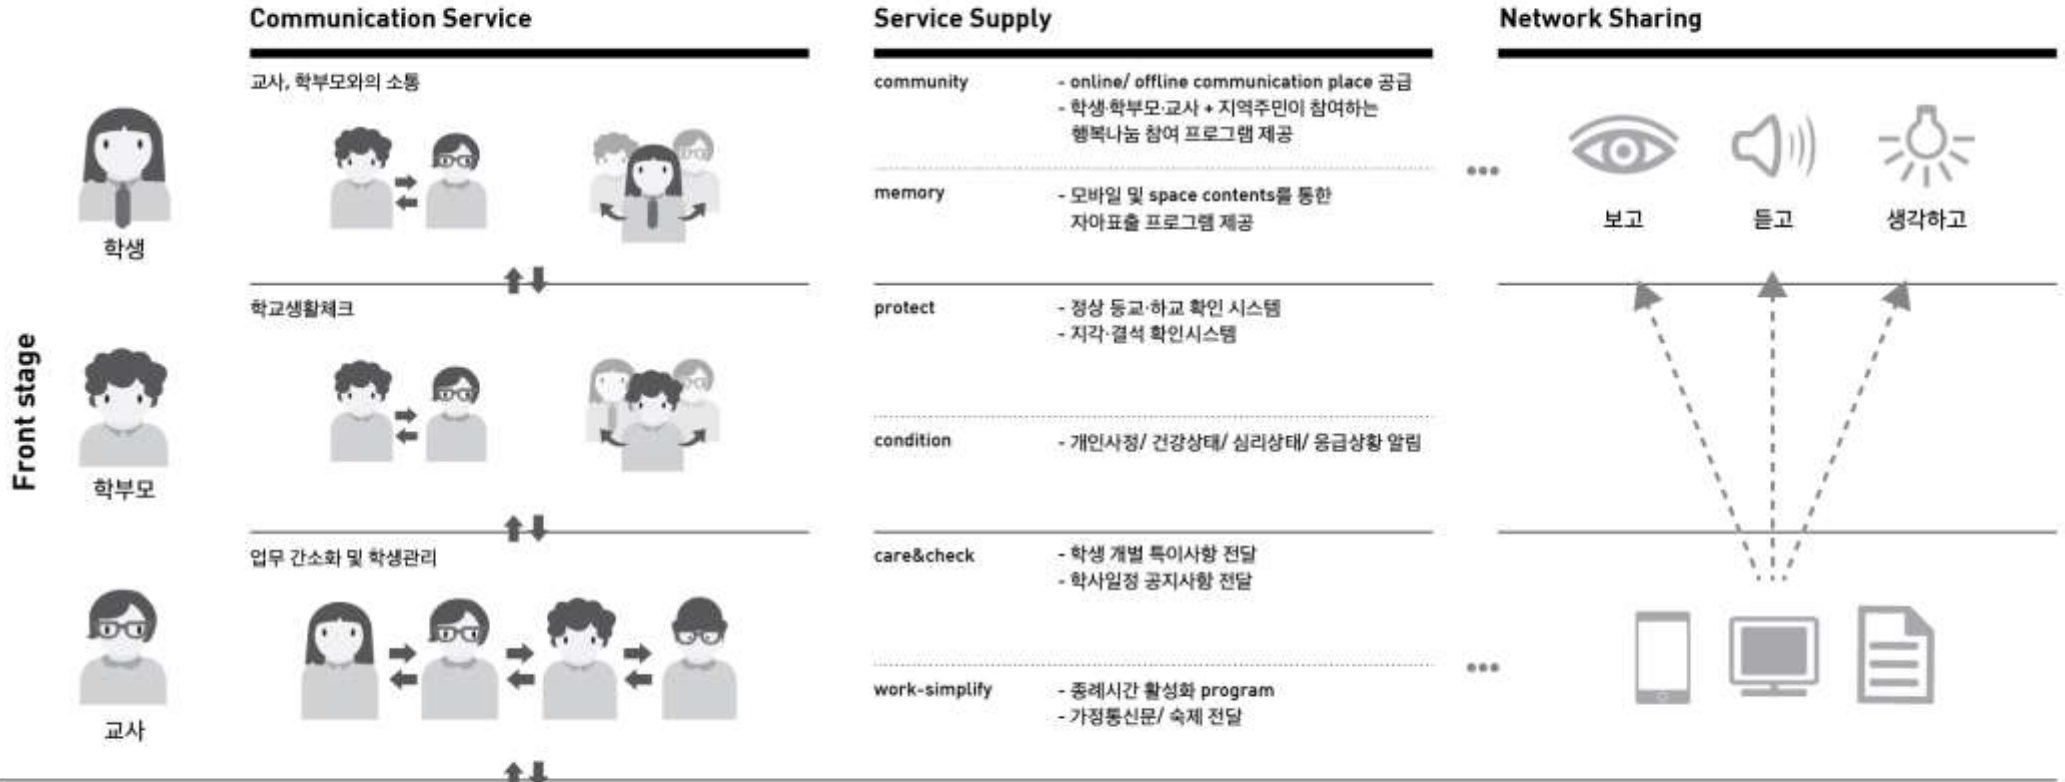 Communication Service
Service Supply
Network Sharing
Front stage
학생
교사, 학부모와의 소통
community
- online/ offline communication place 공급
- 학생·학부모·교사 + 지역주민이 참여하는
행복나눔 참여 프로그램 제공
memory
- 모바일 및 space contents를 통한
자아표출 프로그램 제공
보고
듣고
생각하고
학부모
학교생활체크
protect
- 정상 등교·하교 확인 시스템
- 지각·결석 확인시스템
condition
- 개인사정/ 건강상태/ 심리상태/ 응급상황 알림
교사
업무 간소화 및 학생관리
care&check
- 학생 개별 특이사항 전달
- 학사일정 공지사항 전달
work-simplify
- 종례시간 활성화 program
- 가정통신문/ 숙제 전달